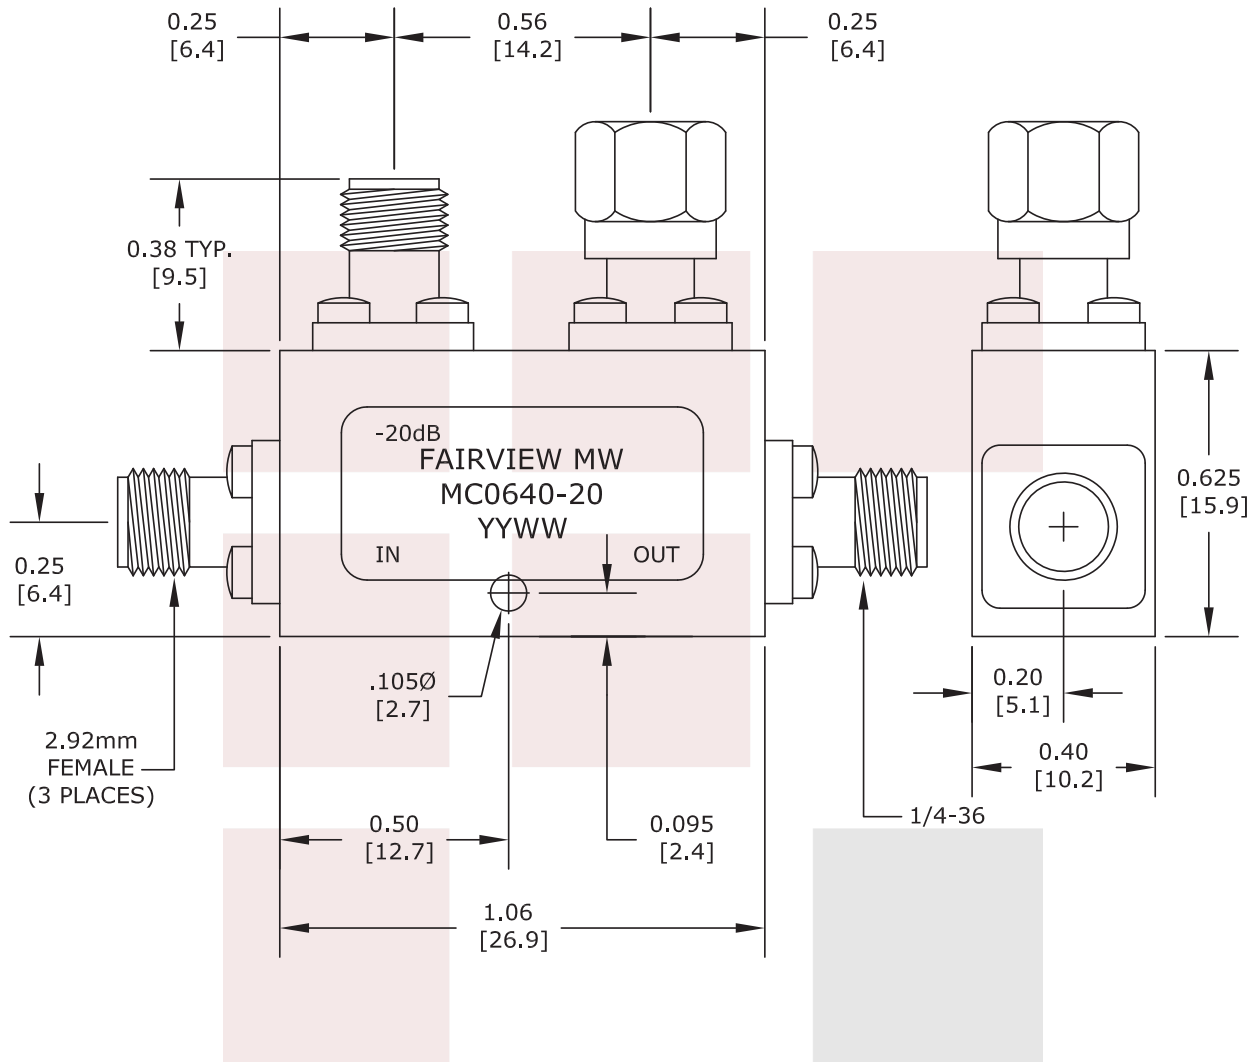 0.25
[6.4]
0.56
[14.2]
0.25
[6.4]
0.38 TYP.
[9.5]
-20dB
FAIRVIEW MW
MC0640-20
YYWW
IN
OUT
0.625
[15.9]
0.25
[6.4]
.105Ø
[2.7]
0.20
[5.1]
2.92mm
FEMALE
(3 PLACES)
0.40
[10.2]
1/4-36
0.50
[12.7]
0.095
[2.4]
1.06
[26.9]